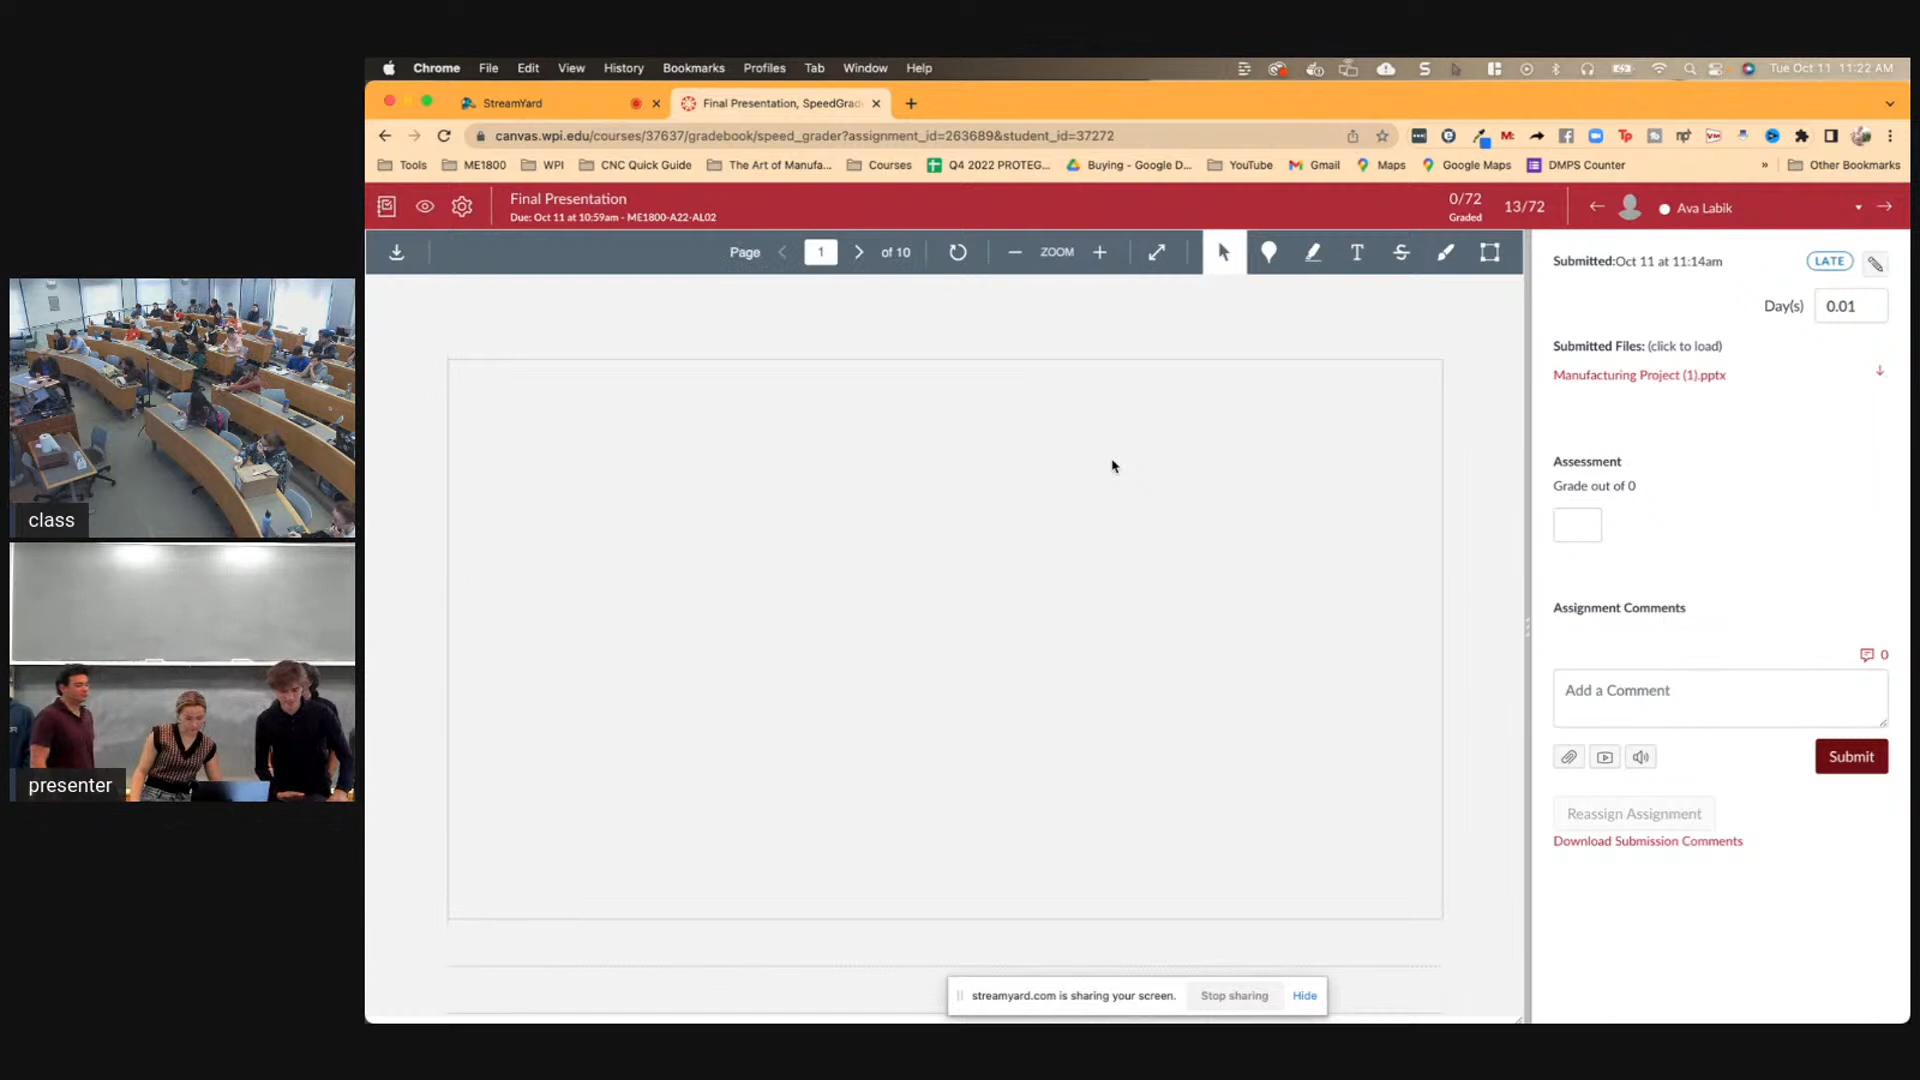 Chrome File Edit View History Bookmarks Profiles Tab Window Help
Tue Oct 11 11:22 AM
StreamYard
Final Presentation, SpeedGrad
canvas.wpi.edu/courses/37637/gradebook/speed_grader?assignment_id=263689&student_id=37272
Tools ME1800 WPI CNC Quick Guide The Art of Manufa... Courses Q4 2022 PROTEG... Buying - Google D... YouTube Gmail Maps Google Maps DMPS Counter » Other Bookmarks
Final Presentation
Due: Oct 11 at 10:59am - ME1800-A22-AL02
0/72
Graded
13/72
Ava Labik
Page 1 of 10
ZOOM
Submitted:Oct 11 at 11:14am
LATE
Day(s) 0.01
Submitted Files: (click to load)
Manufacturing Project (1).pptx
Assessment
Grade out of 0
Assignment Comments
0
Add a Comment
Submit
Reassign Assignment
Download Submission Comments
streamyard.com is sharing your screen.
Stop sharing
Hide
class
presenter